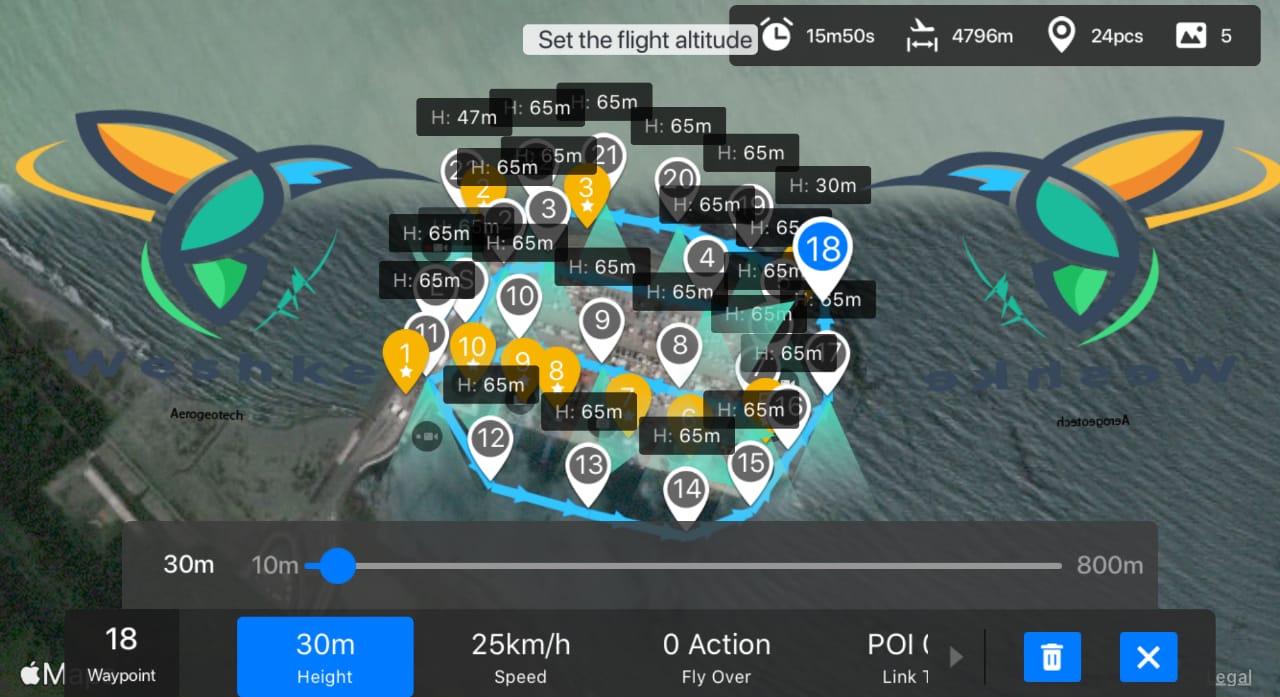 Set the flight altitude
15m50s
4796m
24pcs
5
H: 65m
H: 65m
H: 47m
H: 65m
H: 65m
H: 65m
H: 65m
21
H: 30m
20
19
2
3
3
H: 65m
H: 65m
H: 65m
H: 65m
18
4
H: 65m
H: 65m
H: 65m
H: 65m
S
10
9
8
H: 65m
11
1
10
9
8
17
H: 65m
7
6
16
H: 65m
H: 65m
H: 65m
H: 65m
12
13
14
15
Weshke
Aerogeotech
Weshke
Aerogeotech
30m
10m
800m
18
Waypoint
30m
Height
25km/h
Speed
0 Action
Fly Over
POI
Link